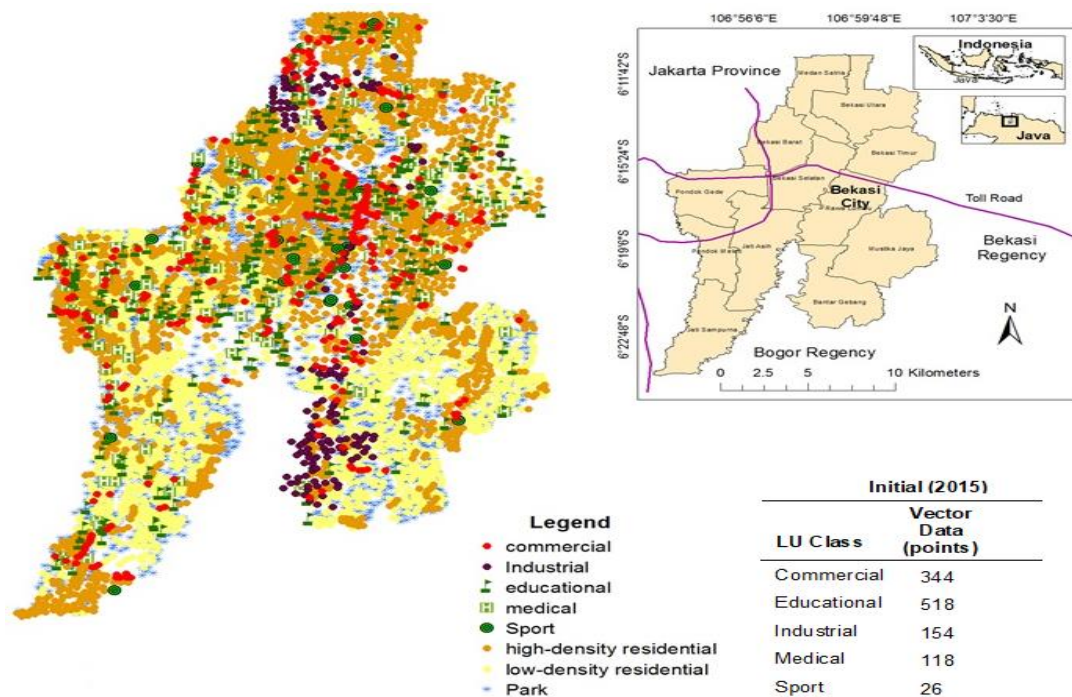 106°56'6"E 106°59'48"E 107°3'30"E
6°11'42"S
6°15'24"S
6°19'6"S
6°22'48"S
Jakarta Province
Indonesia
Java
Java
Medan Satria
Bekasi Utara
Bekasi Barat
Bekasi Timur
Bekasi Selatan
Pondok Gede
Bekasi
City
Toll Road
Jati Asih
Mustika Jaya
Bekasi
Regency
Bantar Gebang
Jati Sampurna
N
Bogor Regency
0 2.5 5 10 Kilometers
Legend
commercial
Industrial
educational
medical
Sport
high-density residential
low-density residential
Park
Initial (2015)
LU Class Vector
Data
(points)
Commercial 344
Educational 518
Industrial 154
Medical 118
Sport 26